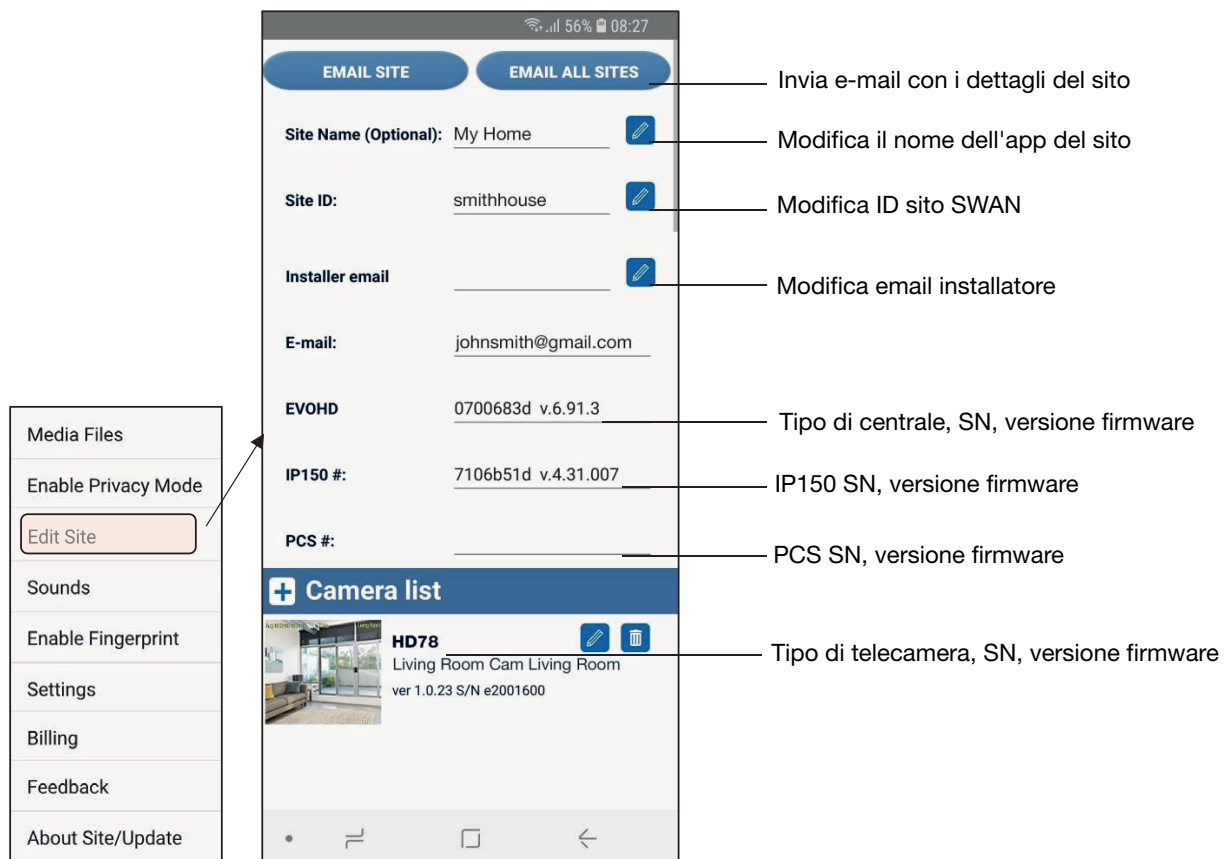 56% 08:27
EMAIL SITE
EMAIL ALL SITES
Invia e-mail con i dettagli del sito
Site Name (Optional): My Home
Modifica il nome dell'app del sito
Site ID: smithhouse
Modifica ID sito SWAN
Installer email
Modifica email installatore
E-mail: johnsmith@gmail.com
EVOHD 0700683d v.6.91.3
Tipo di centrale, SN, versione firmware
IP150 #: 7106b51d v.4.31.007
IP150 SN, versione firmware
PCS #:
PCS SN, versione firmware
Camera list
HD78
Living Room Cam Living Room
ver 1.0.23 S/N e2001600
Tipo di telecamera, SN, versione firmware
Media Files
Enable Privacy Mode
Edit Site
Sounds
Enable Fingerprint
Settings
Billing
Feedback
About Site/Update